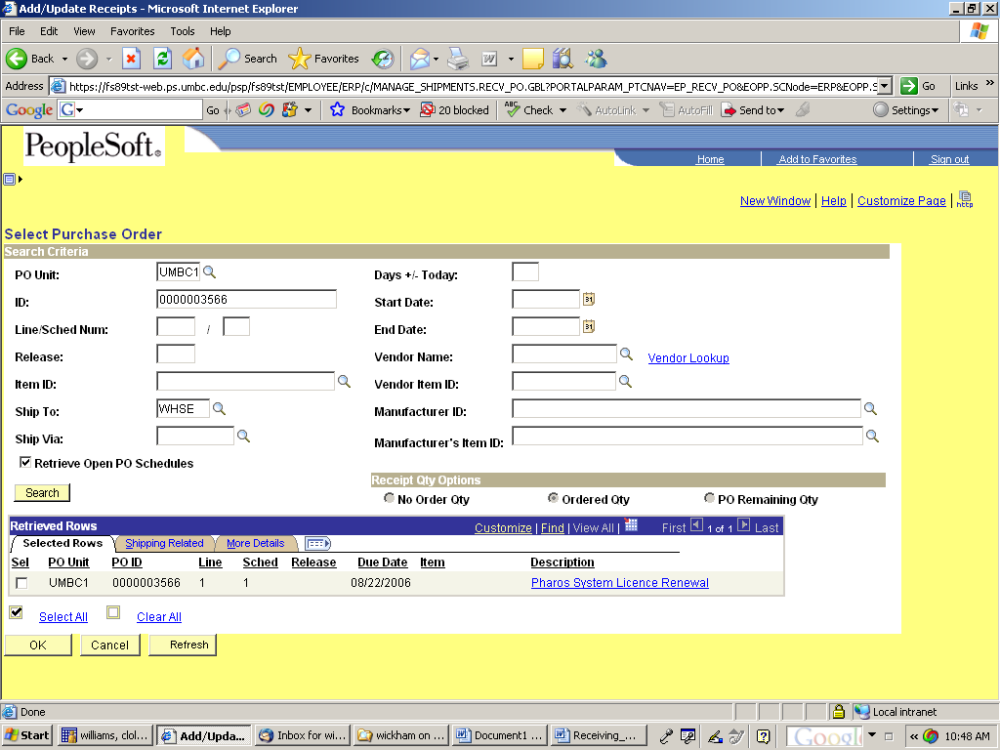 Add/Update Receipts - Microsoft Internet Explorer
File Edit View Favorites Tools Help
Back Search Favorites W
Address https://fs89tst-web.ps.umbc.edu/psp/fs89tst/EMPLOYEE/ERP/c/MANAGE_SHIPMENTS.RECV_PO.GBL?PORTALPARAM_PTCNAV=EP_RECV_PO&EOPP.SCNode=ERP&EOPP.S Go Links »
Google G Go Bookmarks 20 blocked ABC Check AutoLink AutoFill Send to Settings
PeopleSoft.
Home Add to Favorites Sign out
New Window | Help | Customize Page | http
Select Purchase Order
Search Criteria
PO Unit: UMBC1 Days +/- Today:
ID: 0000003566 Start Date: 31
Line/Sched Num: / End Date: 31
Release: Vendor Name: Vendor Lookup
Item ID: Vendor Item ID:
Ship To: WHSE Manufacturer ID:
Ship Via: Manufacturer's Item ID:
Retrieve Open PO Schedules
Receipt Qty Options
Search No Order Qty Ordered Qty PO Remaining Qty
Retrieved Rows Customize | Find | View All | First 1 of 1 Last
Selected Rows Shipping Related More Details
Sel PO Unit PO ID Line Sched Release Due Date Item Description
UMBC1 0000003566 1 1 08/22/2006 Pharos System Licence Renewal
Select All Clear All
OK Cancel Refresh
Done Local intranet
Start williams, clol... Add/Upda... Inbox for wi... wickham on ... Document1 ... Receiving_... Google « 10:48 AM